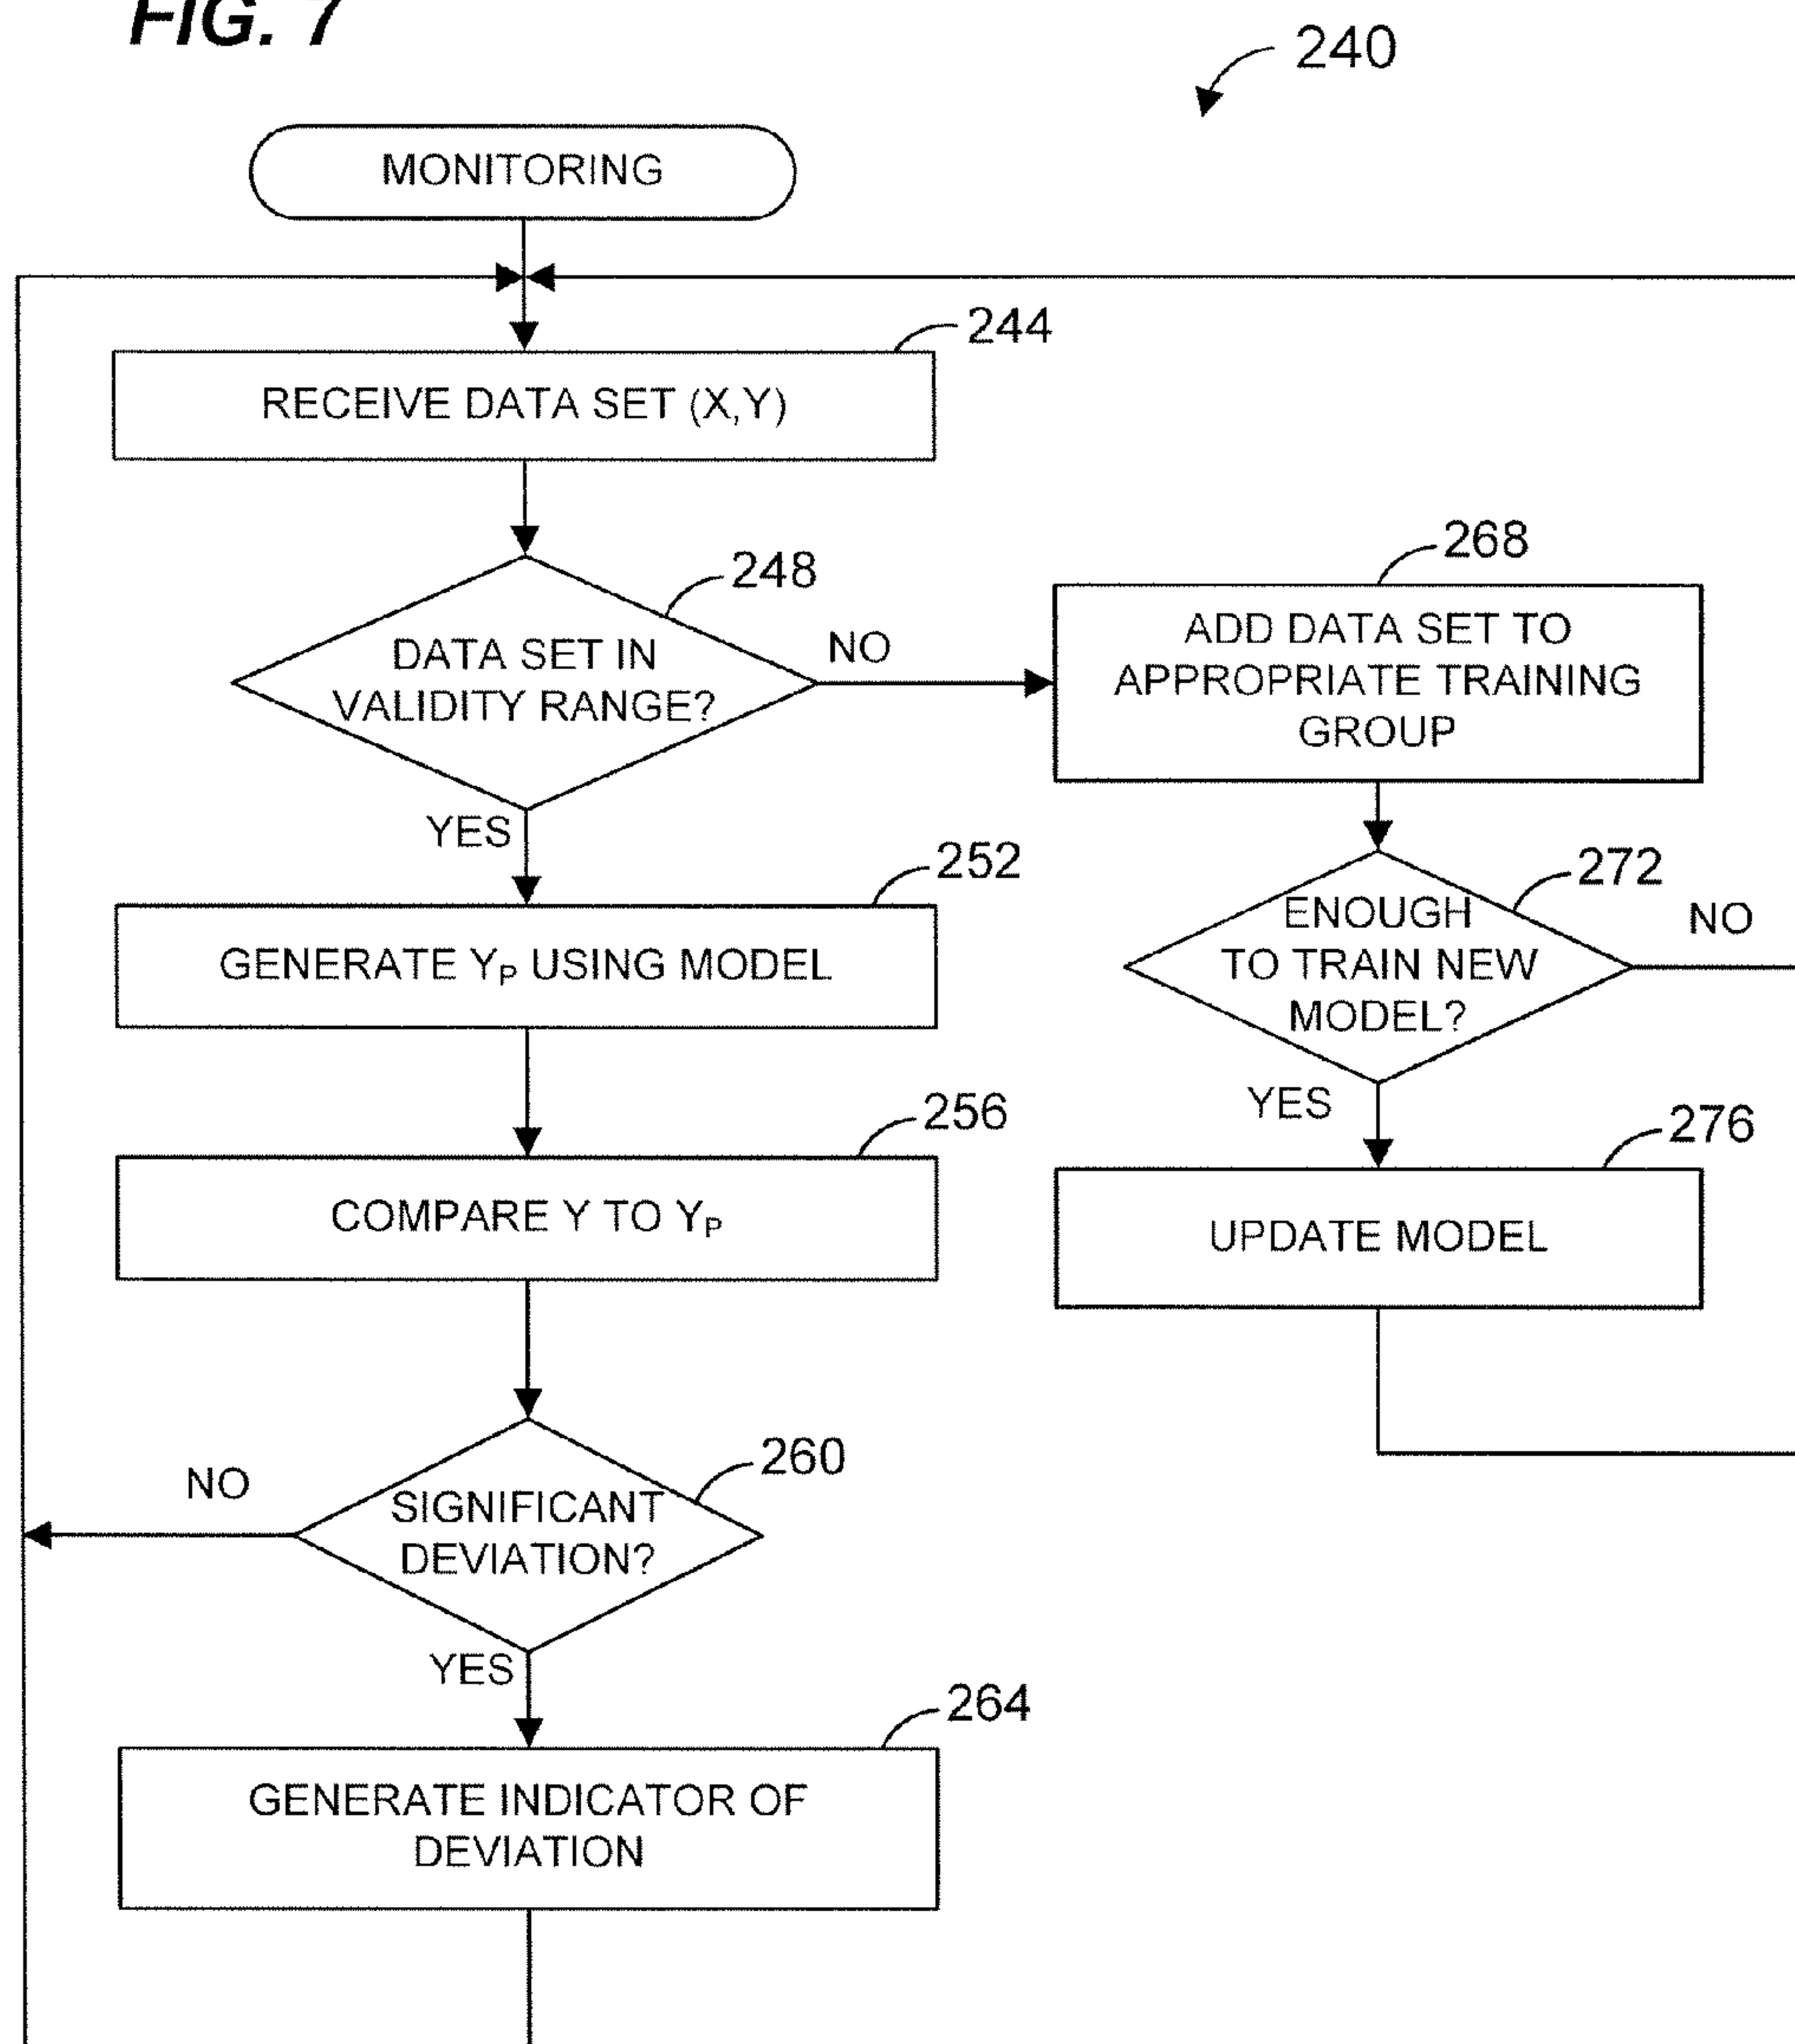 FIG. 7
240
MONITORING
244
RECEIVE DATA SET (X,Y)
248
DATA SET IN
VALIDITY RANGE?
NO
YES
268
ADD DATA SET TO
APPROPRIATE TRAINING
GROUP
252
GENERATE Y_P USING MODEL
272
ENOUGH
TO TRAIN NEW
MODEL?
NO
YES
256
COMPARE Y TO Y_P
276
UPDATE MODEL
260
SIGNIFICANT
DEVIATION?
NO
YES
264
GENERATE INDICATOR OF
DEVIATION